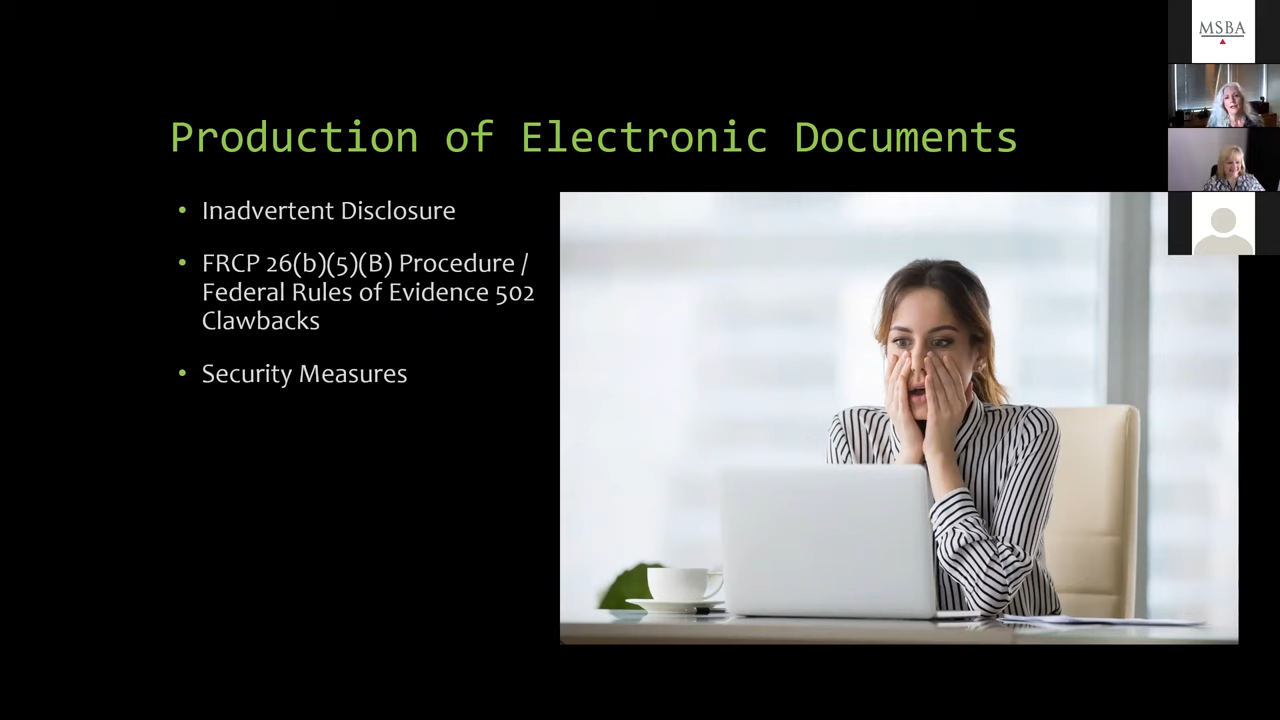 MSBA
Production of Electronic Documents
• Inadvertent Disclosure
• FRCP 26(b)(5)(B) Procedure /
Federal Rules of Evidence 502
Clawbacks
• Security Measures